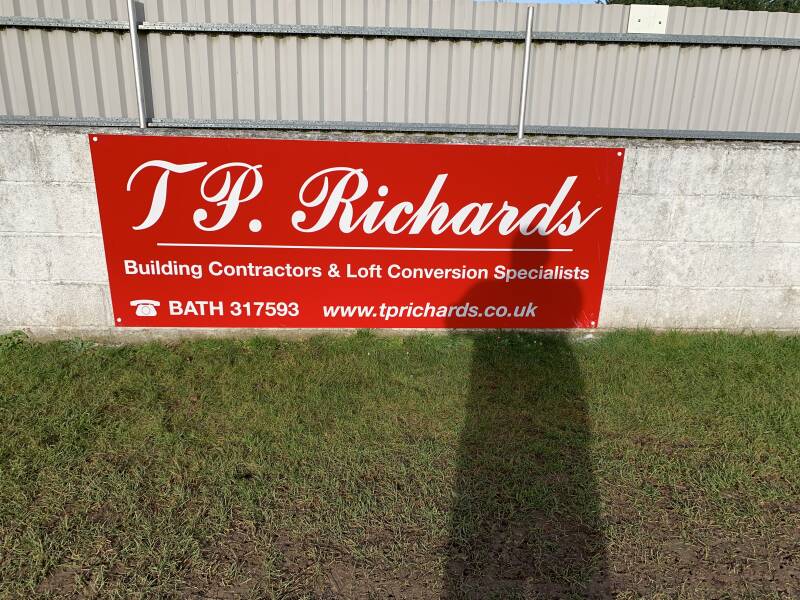 T P. Richards
Building Contractors & Loft Conversion Specialists
BATH 317593 www.tprichards.co.uk